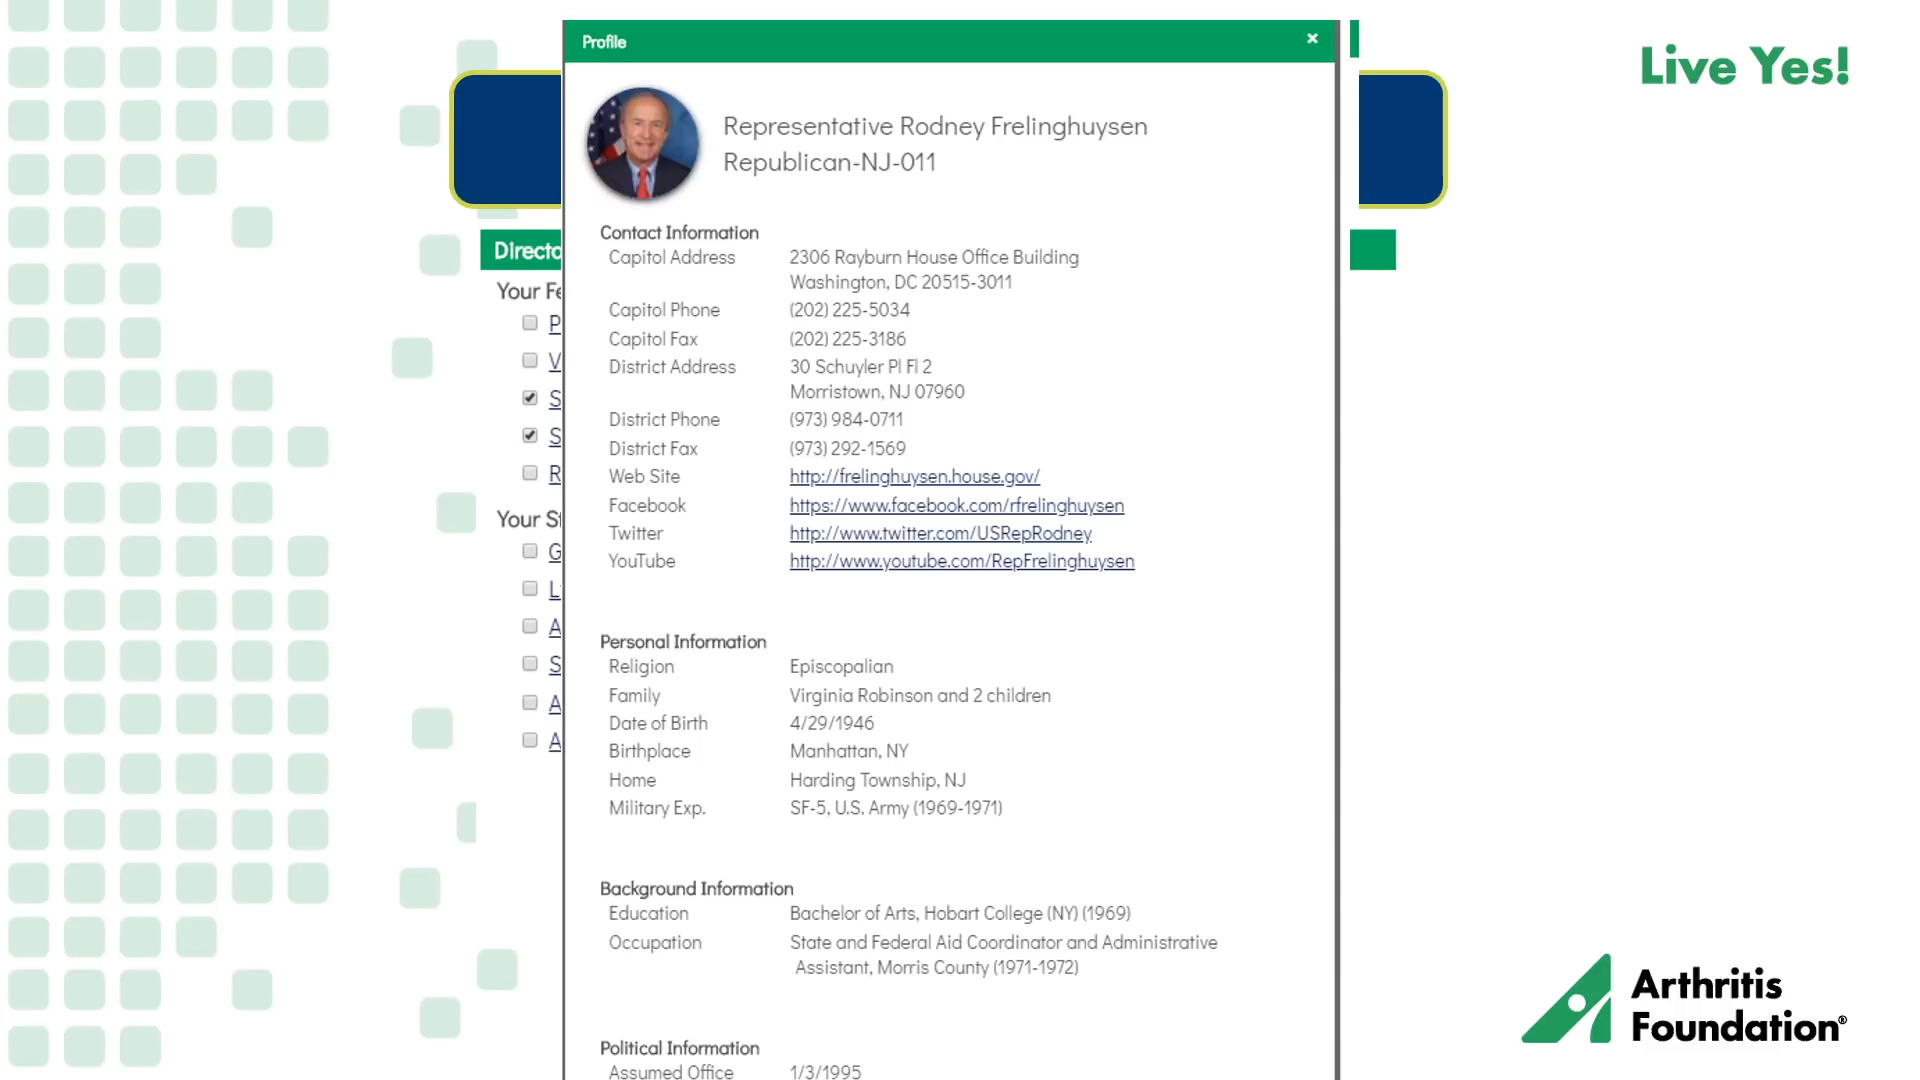 Profile
×
Live Yes!
Representative Rodney Frelinghuysen
Republican-NJ-011
Contact Information
Capitol Address 2306 Rayburn House Office Building
Washington, DC 20515-3011
Capitol Phone (202) 225-5034
Capitol Fax (202) 225-3186
District Address 30 Schuyler Pl Fl 2
Morristown, NJ 07960
District Phone (973) 984-0711
District Fax (973) 292-1569
Web Site http://frelinghuysen.house.gov/
Facebook https://www.facebook.com/rfrelinghuysen
Twitter http://www.twitter.com/USRepRodney
YouTube http://www.youtube.com/RepFrelinghuysen
Personal Information
Religion Episcopalian
Family Virginia Robinson and 2 children
Date of Birth 4/29/1946
Birthplace Manhattan, NY
Home Harding Township, NJ
Military Exp. SF-5, U.S. Army (1969-1971)
Background Information
Education Bachelor of Arts, Hobart College (NY) (1969)
Occupation State and Federal Aid Coordinator and Administrative
Assistant, Morris County (1971-1972)
Political Information
Assumed Office 1/3/1995
Directo
Your Fe
P
V
S
S
R
Your St
G
L
A
S
A
A
Arthritis
Foundation®